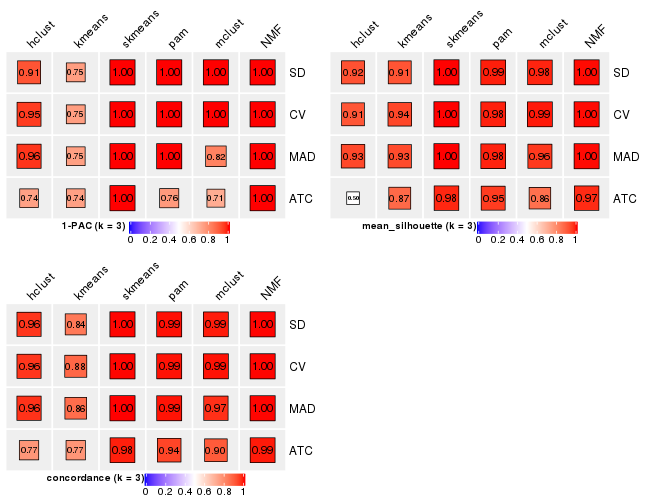 hclust kmeans skmeans pam mclust NMF
0.91 0.75 1.00 1.00 1.00 1.00 SD
0.95 0.75 1.00 1.00 1.00 1.00 CV
0.96 0.75 1.00 1.00 0.82 1.00 MAD
0.74 0.74 1.00 0.76 0.71 1.00 ATC
1-PAC (k = 3)
0 0.2 0.4 0.6 0.8 1
hclust kmeans skmeans pam mclust NMF
0.92 0.91 1.00 0.99 0.98 1.00 SD
0.91 0.94 1.00 0.98 0.99 1.00 CV
0.93 0.93 1.00 0.98 0.96 1.00 MAD
0.50 0.87 0.98 0.95 0.86 0.97 ATC
mean_silhouette (k = 3)
0 0.2 0.4 0.6 0.8 1
hclust kmeans skmeans pam mclust NMF
0.96 0.84 1.00 0.99 0.99 1.00 SD
0.96 0.88 1.00 0.99 0.99 1.00 CV
0.96 0.86 1.00 0.99 0.97 1.00 MAD
0.77 0.77 0.98 0.94 0.90 0.99 ATC
concordance (k = 3)
0 0.2 0.4 0.6 0.8 1